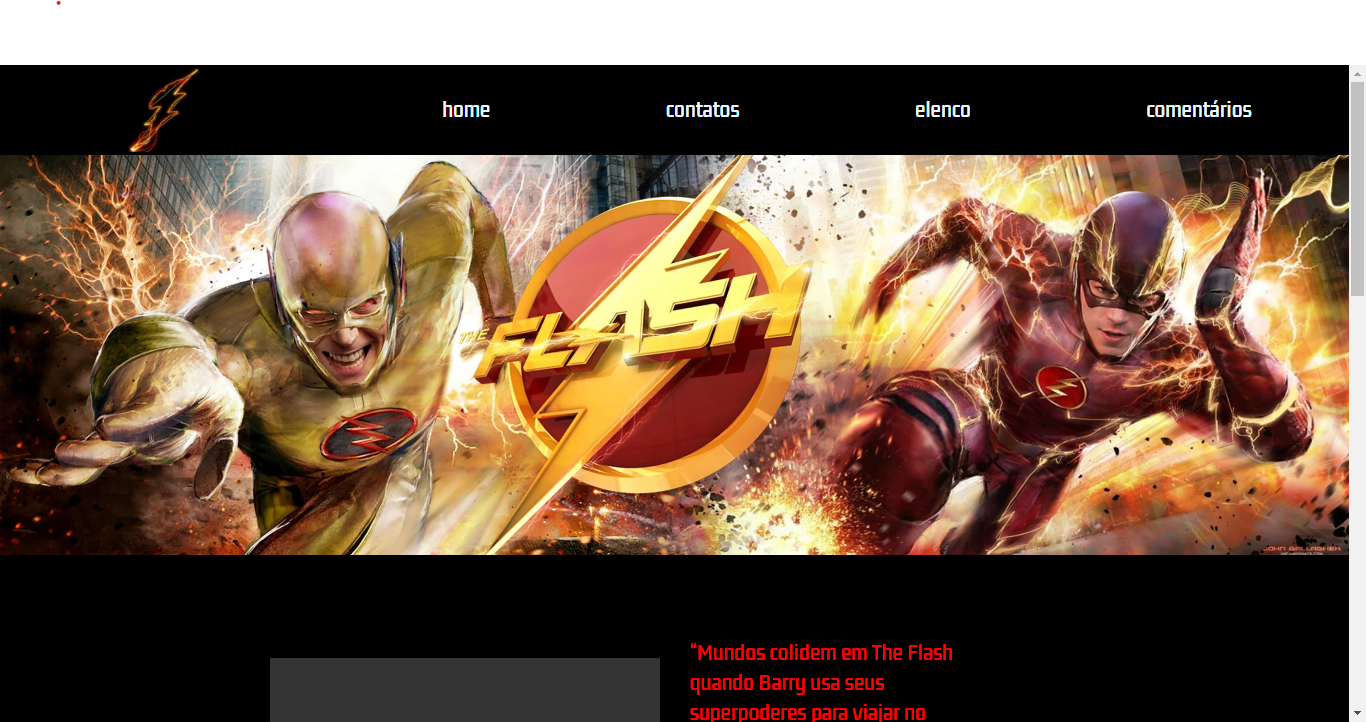 home
contatos
elenco
comentários
THE
FLASH
JOHN GALLAGHER
“Mundos colidem em The Flash
quando Barry usa seus
superpoderes para viajar no